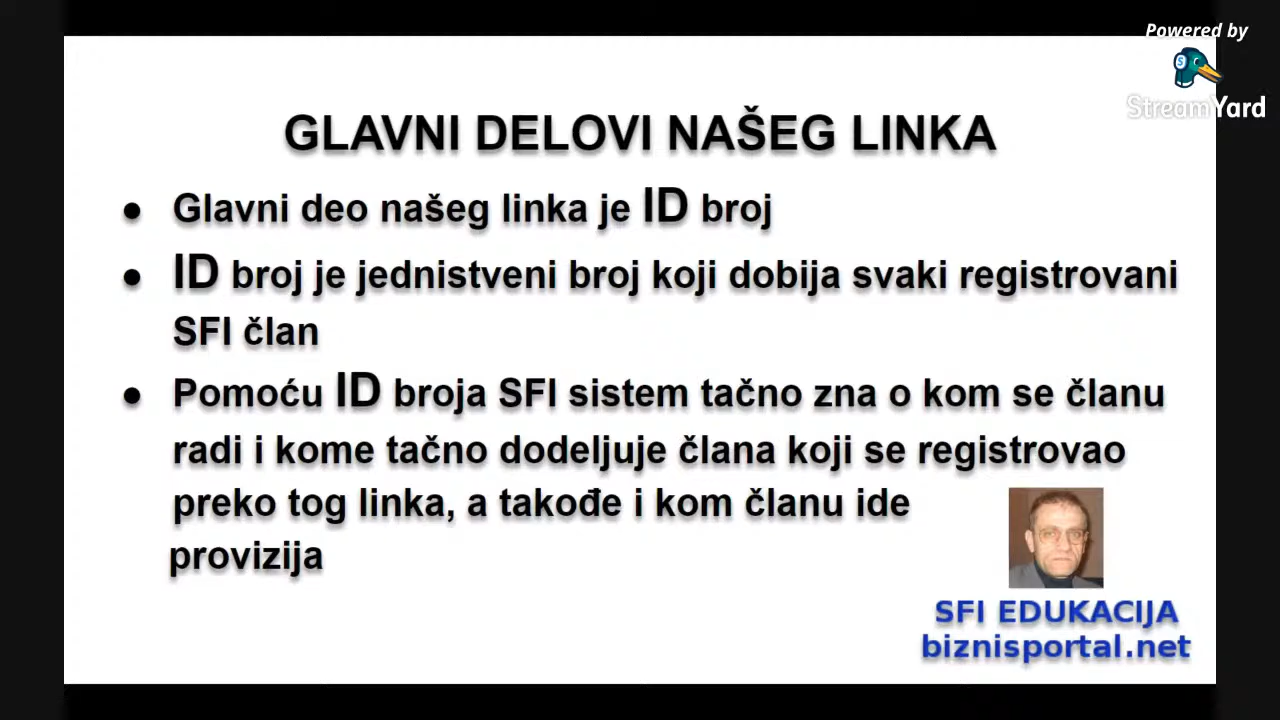 Powered by
StreamYard
GLAVNI DELOVI NAŠEG LINKA
● Glavni deo našeg linka je ID broj
● ID broj je jednistveni broj koji dobija svaki registrovani
SFI član
● Pomoću ID broja SFI sistem tačno zna o kom se članu
radi i kome tačno dodeljuje člana koji se registrovao
preko tog linka, a takođe i kom članu ide
provizija
SFI EDUKACIJA
biznisportal.net